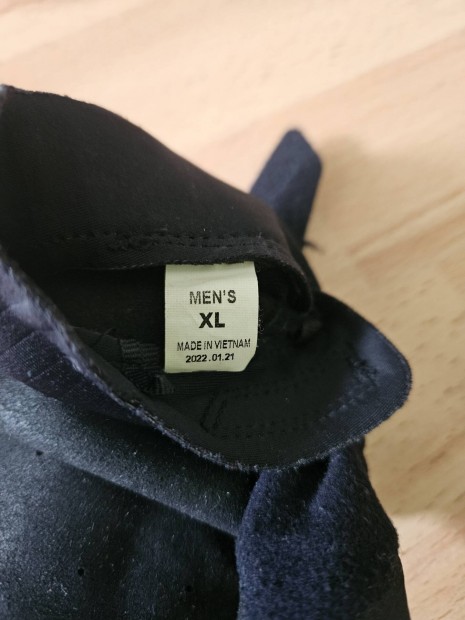 MEN'S
XL
MADE IN VIETNAM
2022.01.21